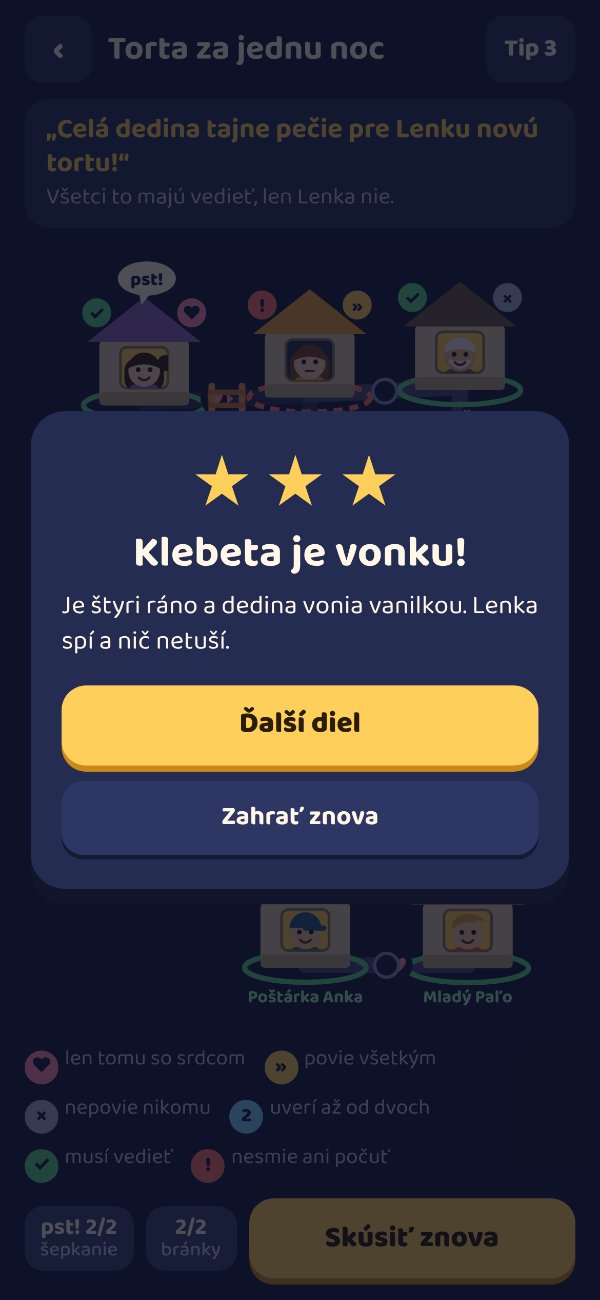 ‹ Torta za jednu noc Tip 3
„Celá dedina tajne pečie pre Lenku novú
tortu!“
Všetci to majú vedieť, len Lenka nie.
pst!
! »
×
Klebeta je vonku!
Je štyri ráno a dedina vonia vanilkou. Lenka
spí a nič netuší.
Ďalší diel
Zahrať znova
Poštárka Anka Mladý Paľo
len tomu so srdcom » povie všetkým
× nepovie nikomu 2 uverí až od dvoch
musí vedieť ! nesmie ani počuť
pst! 2/2 2/2 Skúsiť znova
šepkanie bránky